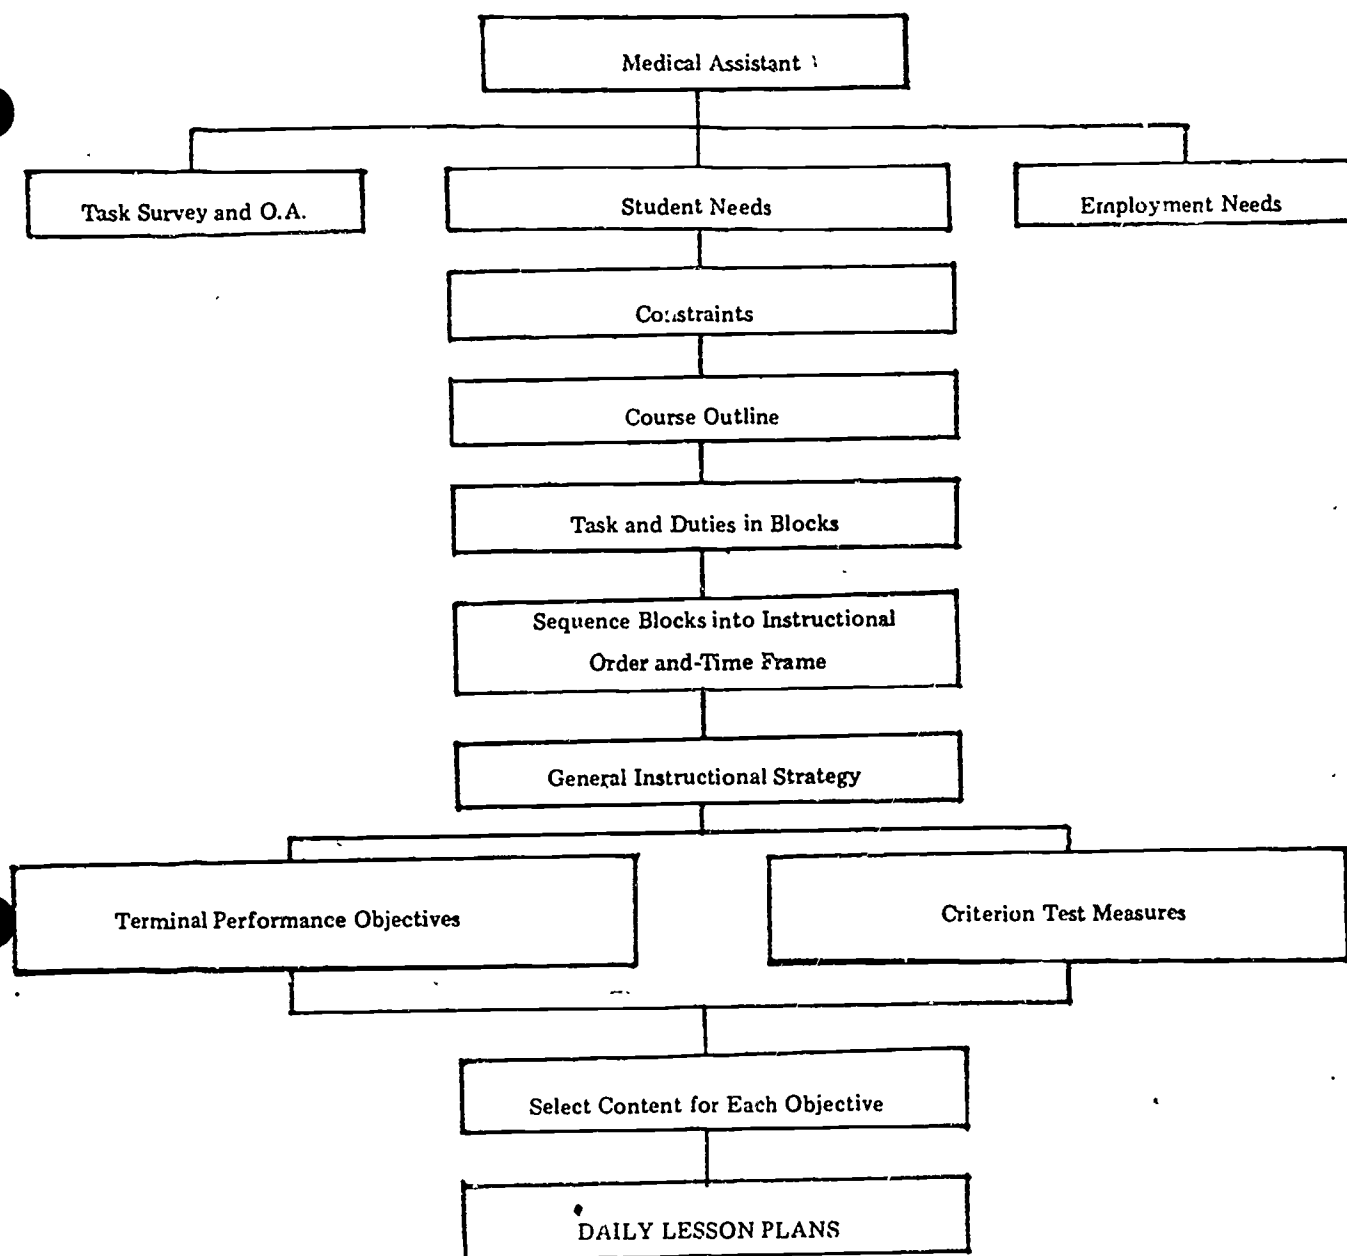 Medical Assistant
Task Survey and O.A.
Student Needs
Employment Needs
Constraints
Course Outline
Task and Duties in Blocks
Sequence Blocks into Instructional
Order and-Time Frame
General Instructional Strategy
Terminal Performance Objectives
Criterion Test Measures
Select Content for Each Objective
DAILY LESSON PLANS